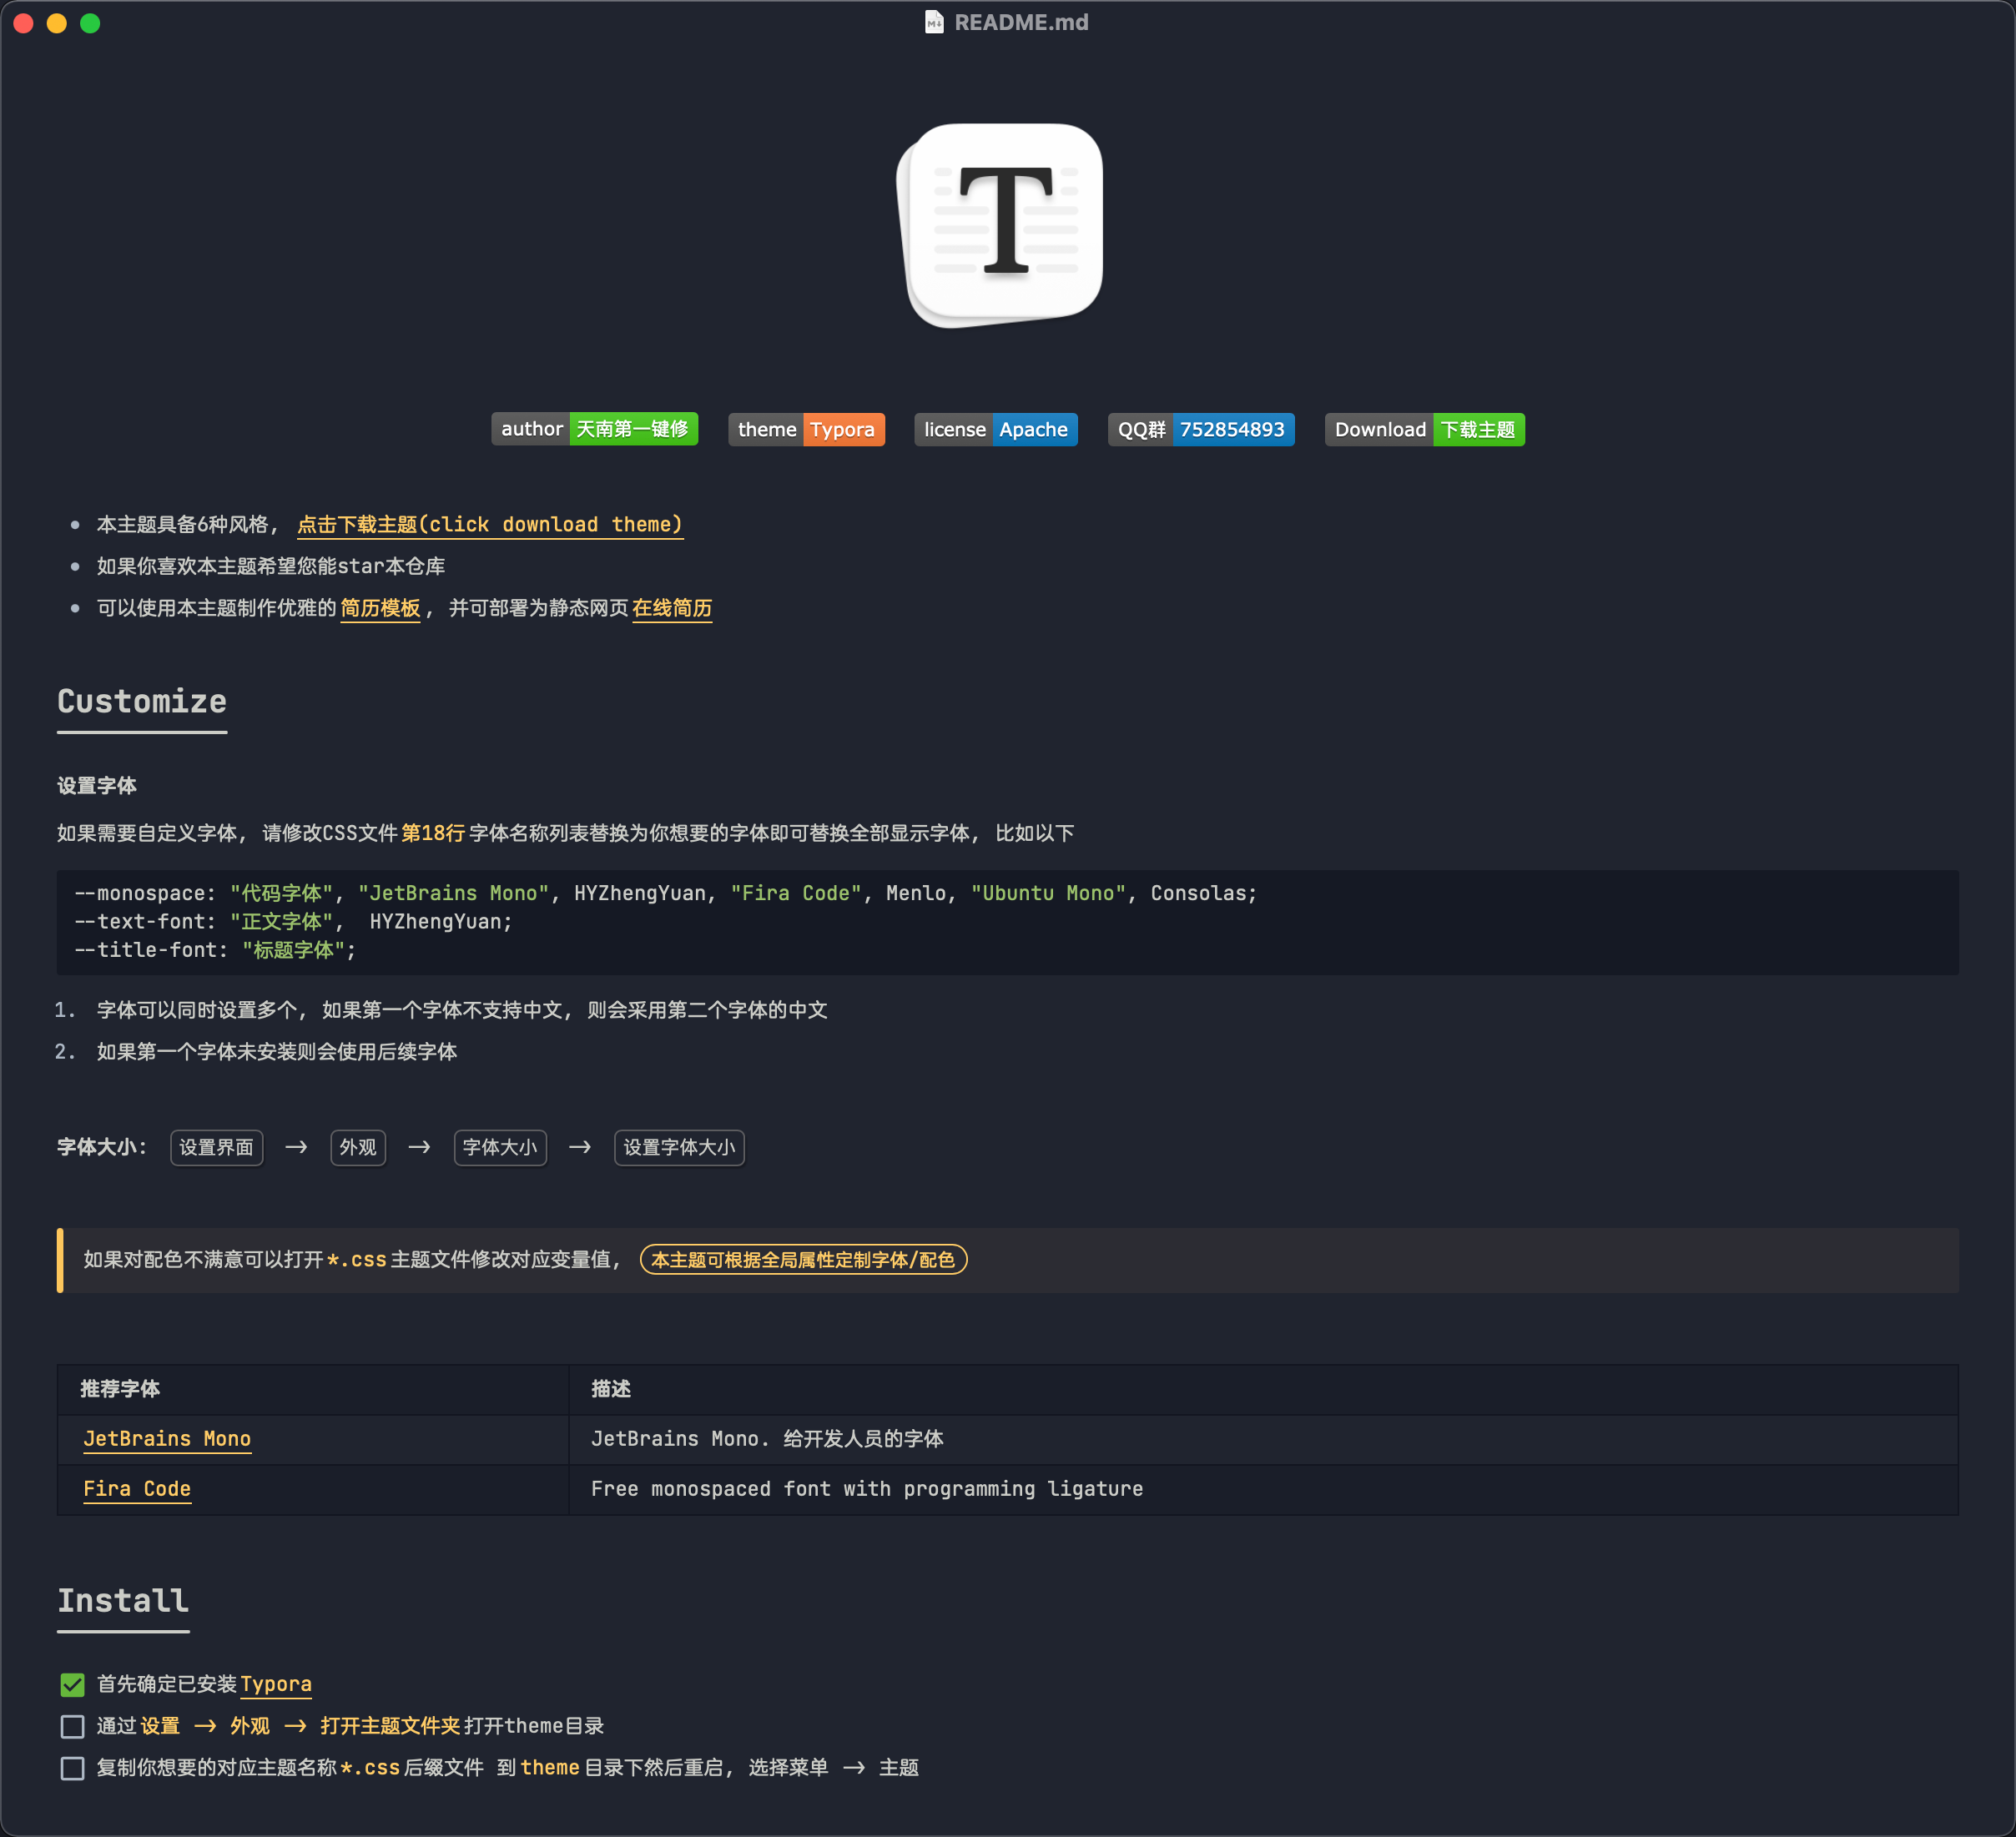 README.md
T
author 天南第一键修 theme Typora license Apache QQ群 752854893 Download 下载主题
本主题具备6种风格, 点击下载主题(click download theme)
如果你喜欢本主题希望您能star本仓库
可以使用本主题制作优雅的简历模板, 并可部署为静态网页在线简历
Customize
设置字体
如果需要自定义字体, 请修改CSS文件第18行字体名称列表替换为你想要的字体即可替换全部显示字体, 比如以下
--monospace: "代码字体", "JetBrains Mono", HYZhengYuan, "Fira Code", Menlo, "Ubuntu Mono", Consolas;
--text-font: "正文字体",  HYZhengYuan;
--title-font: "标题字体";
1. 字体可以同时设置多个, 如果第一个字体不支持中文, 则会采用第二个字体的中文
2. 如果第一个字体未安装则会使用后续字体
字体大小: 设置界面 → 外观 → 字体大小 → 设置字体大小
如果对配色不满意可以打开*.css主题文件修改对应变量值, 本主题可根据全局属性定制字体/配色
推荐字体 描述
JetBrains Mono JetBrains Mono. 给开发人员的字体
Fira Code Free monospaced font with programming ligature
Install
首先确定已安装Typora
通过设置 → 外观 → 打开主题文件夹打开theme目录
复制你想要的对应主题名称*.css后缀文件 到theme目录下然后重启, 选择菜单 → 主题